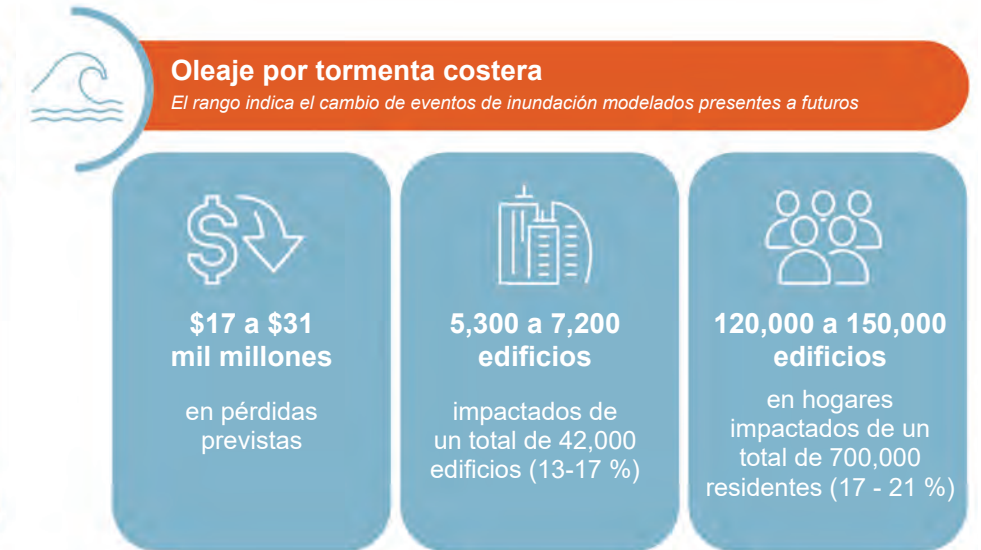 Oleaje por tormenta costera
El rango indica el cambio de eventos de inundación modelados presentes a futuros
$17 a $31
mil millones
en pérdidas
previstas
5,300 a 7,200
edificios
impactados de
un total de 42,000
edificios (13-17 %)
120,000 a 150,000
edificios
en hogares
impactados de un
total de 700,000
residentes (17 - 21 %)